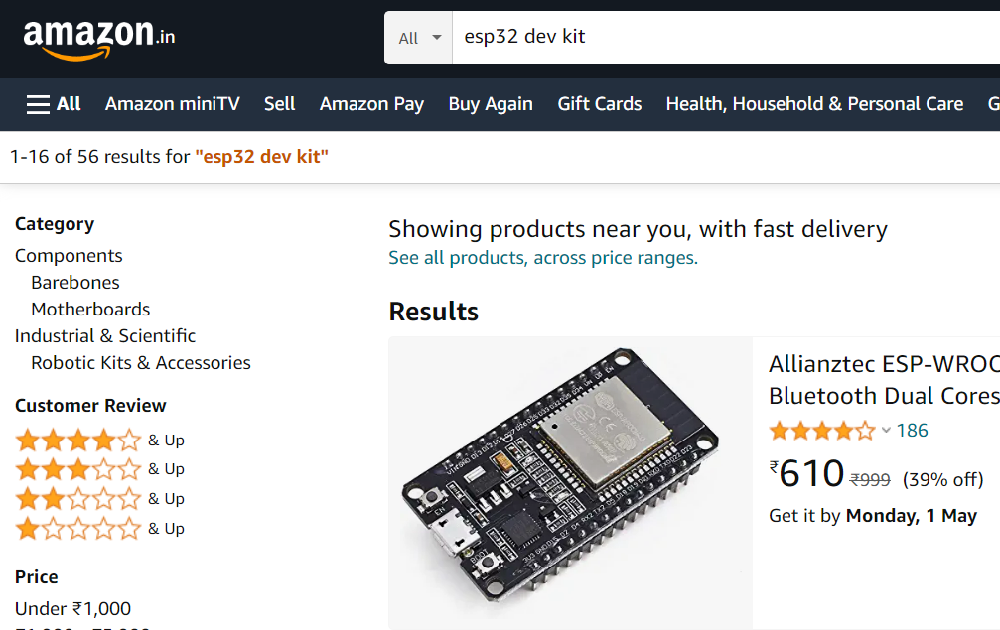 amazon.in
All
esp32 dev kit
All Amazon miniTV Sell Amazon Pay Buy Again Gift Cards Health, Household & Personal Care G
1-16 of 56 results for "esp32 dev kit"
Category
Components
Barebones
Motherboards
Industrial & Scientific
Robotic Kits & Accessories
Customer Review
& Up
& Up
& Up
& Up
Price
Under ₹1,000
Showing products near you, with fast delivery
See all products, across price ranges.
Results
EN
BOOT
Allianztec ESP-WROO
Bluetooth Dual Cores
186
₹610 ₹999 (39% off)
Get it by Monday, 1 May